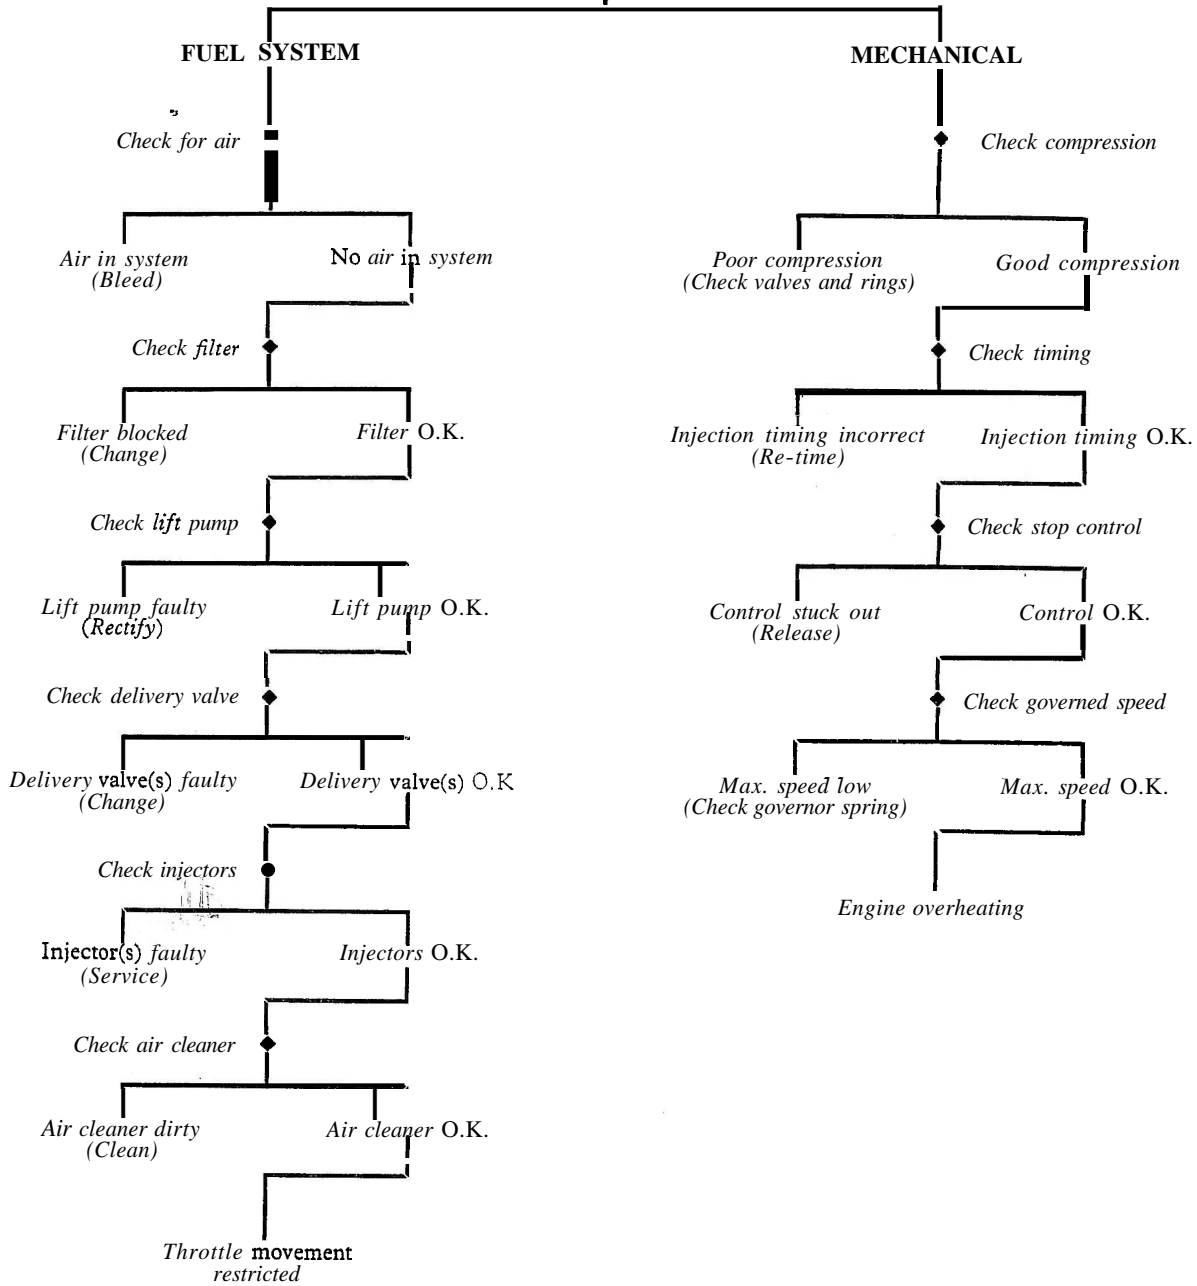 FUEL SYSTEM
MECHANICAL
Check for air
Check compression
Air in system
(Bleed)
No air in system
Poor compression
(Check valves and rings)
Good compression
Check filter
Check timing
Filter blocked
(Change)
Filter O.K.
Injection timing incorrect
(Re-time)
Injection timing O.K.
Check lift pump
Check stop control
Lift pump faulty
(Rectify)
Lift pump O.K.
Control stuck out
(Release)
Control O.K.
Check delivery valve
Check governed speed
Delivery valve(s) faulty
(Change)
Delivery valve(s) O.K
Max. speed low
(Check governor spring)
Max. speed O.K.
Check injectors
Engine overheating
Injector(s) faulty
(Service)
Injectors O.K.
Check air cleaner
Air cleaner dirty
(Clean)
Air cleaner O.K.
Throttle movement
restricted